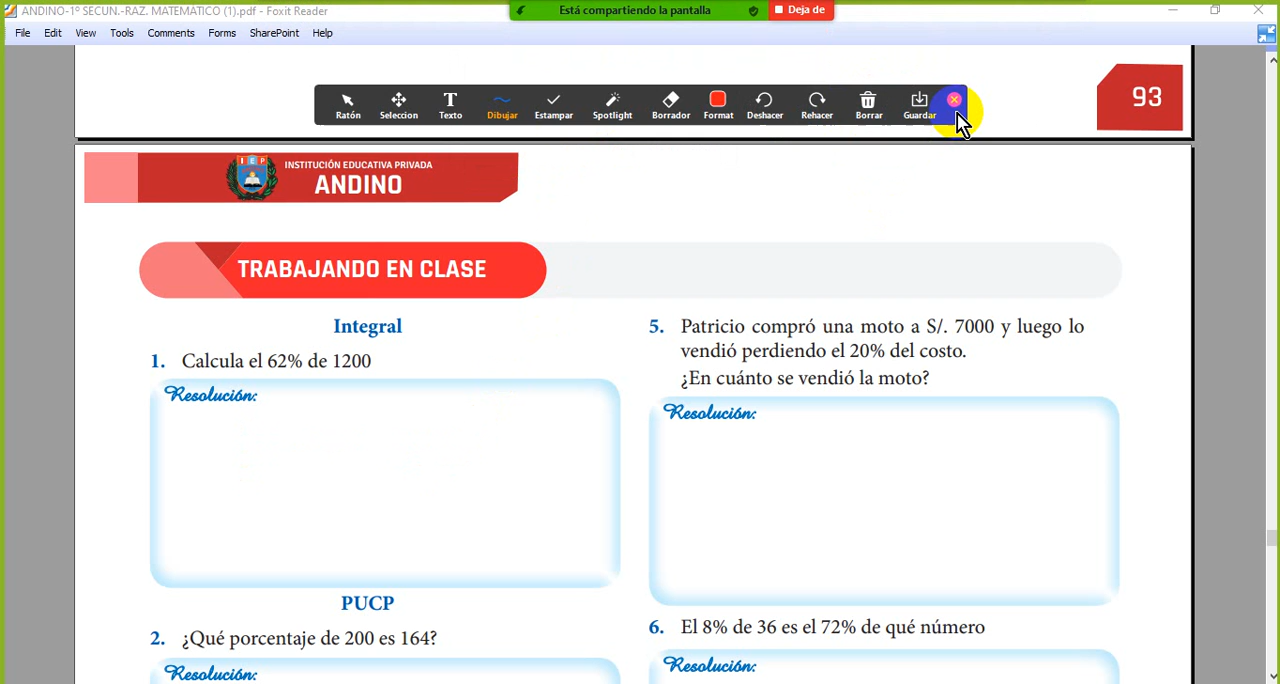 ANDINO-1º SECUN.-RAZ. MATEMATICO (1).pdf - Foxit Reader
Está compartiendo la pantalla
Deja de
File Edit View Tools Comments Forms SharePoint Help
Ratón Seleccion Texto Dibujar Estampar Spotlight Borrador Format Deshacer Rehacer Borrar Guardar
93
IEP
INSTITUCIÓN EDUCATIVA PRIVADA
ANDINO
TRABAJANDO EN CLASE
Integral
1. Calcula el 62% de 1200
Resolución:
PUCP
2. ¿Qué porcentaje de 200 es 164?
Resolución:
5. Patricio compró una moto a S/. 7000 y luego lo
vendió perdiendo el 20% del costo.
¿En cuánto se vendió la moto?
Resolución:
6. El 8% de 36 es el 72% de qué número
Resolución: